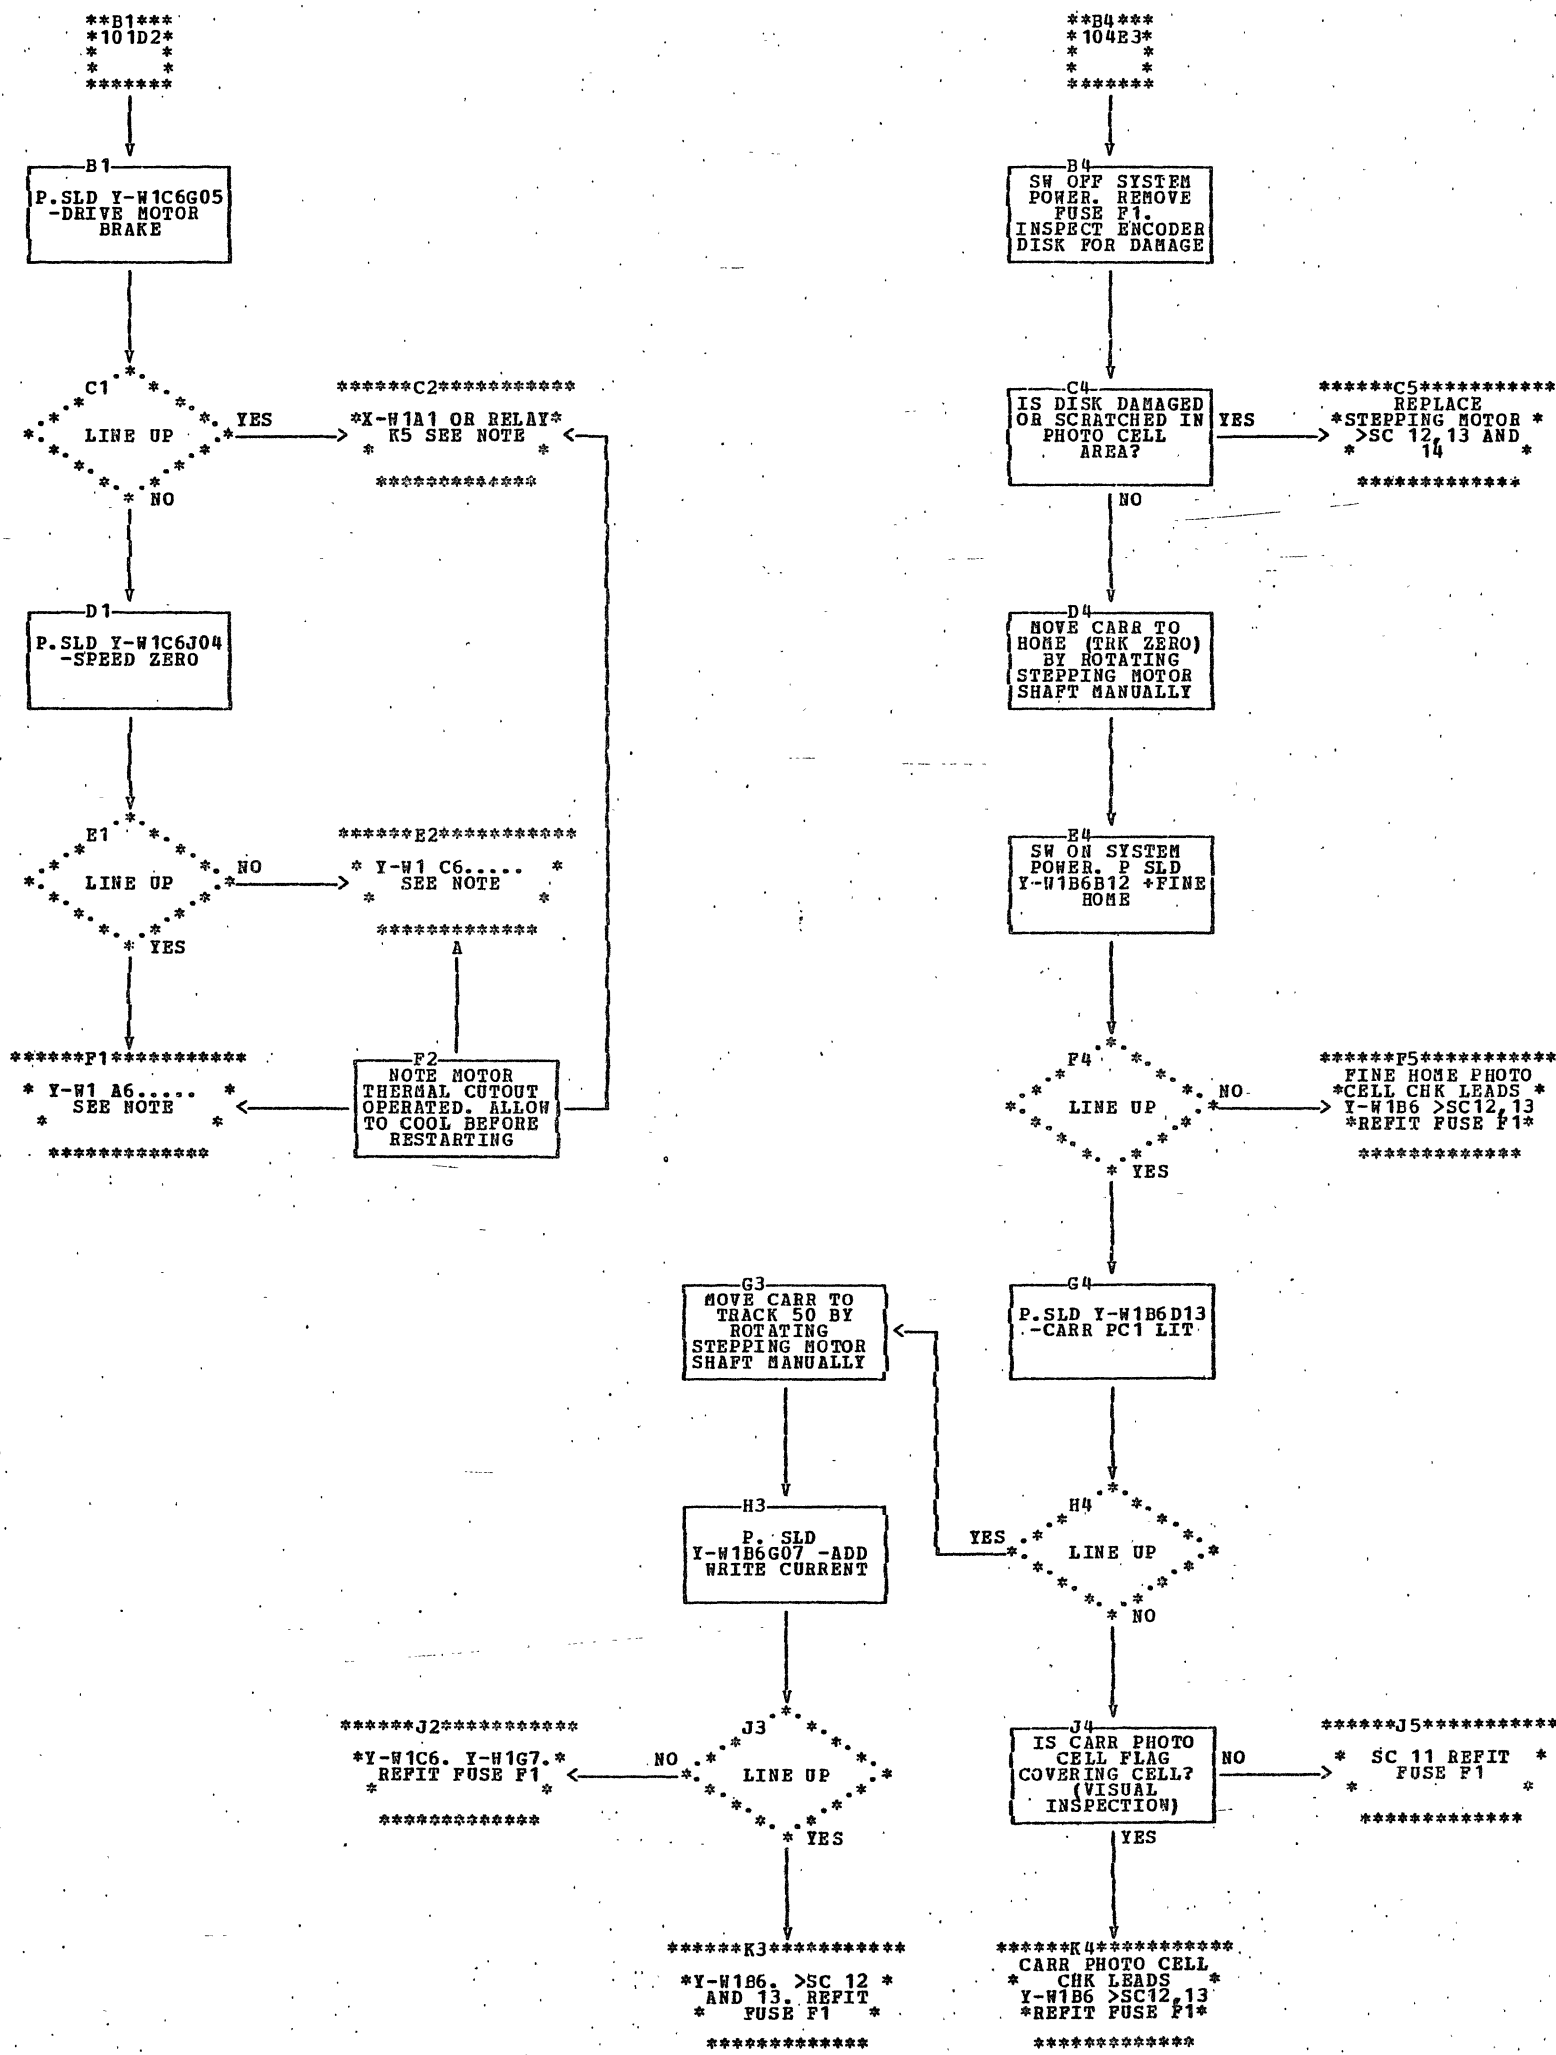 **B1***
*101D2*
* *
* *
*******
B1
P.SLD Y-W1C6G05
-DRIVE MOTOR
BRAKE
C1
LINE UP
YES
NO
******C2***********
*X-W1A1 OR RELAY*
K5 SEE NOTE
* *
*************
D1
P.SLD Y-W1C6J04
-SPEED ZERO
E1
LINE UP
NO
YES
******E2***********
* Y-W1 C6..... *
SEE NOTE
* *
*************
******F1***********
* Y-W1 A6..... *
SEE NOTE
* *
*************
F2
NOTE MOTOR
THERMAL CUTOUT
OPERATED. ALLOW
TO COOL BEFORE
RESTARTING
**B4***
*104E3*
* *
* *
*******
B4
SW OFF SYSTEM
POWER. REMOVE
FUSE F1.
INSPECT ENCODER
DISK FOR DAMAGE
C4
IS DISK DAMAGED
OR SCRATCHED IN
PHOTO CELL
AREA?
YES
NO
******C5***********
REPLACE
*STEPPING MOTOR *
>SC 12,13 AND
* 14 *
*************
D4
MOVE CARR TO
HOME (TRK ZERO)
BY ROTATING
STEPPING MOTOR
SHAFT MANUALLY
E4
SW ON SYSTEM
POWER. P SLD
Y-W1B6B12 +FINE
HOME
F4
LINE UP
NO
YES
******F5***********
FINE HOME PHOTO
*CELL CHK LEADS *
Y-W1B6 >SC12,13
*REFIT FUSE F1*
*************
G4
P.SLD Y-W1B6D13
-CARR PC1 LIT
H4
LINE UP
YES
NO
G3
MOVE CARR TO
TRACK 50 BY
ROTATING
STEPPING MOTOR
SHAFT MANUALLY
H3
P. SLD
Y-W1B6G07 -ADD
WRITE CURRENT
J3
LINE UP
NO
YES
******J2***********
*Y-W1C6. Y-W1G7.*
REFIT FUSE F1
* *
*************
******K3***********
*Y-W1B6. >SC 12 *
AND 13. REFIT
* FUSE F1 *
*************
J4
IS CARR PHOTO
CELL FLAG
COVERING CELL?
(VISUAL
INSPECTION)
NO
YES
******J5***********
* SC 11 REFIT *
FUSE F1
* *
*************
******K4***********
CARR PHOTO CELL
* CHK LEADS *
Y-W1B6 >SC12,13
*REFIT FUSE F1*
*************